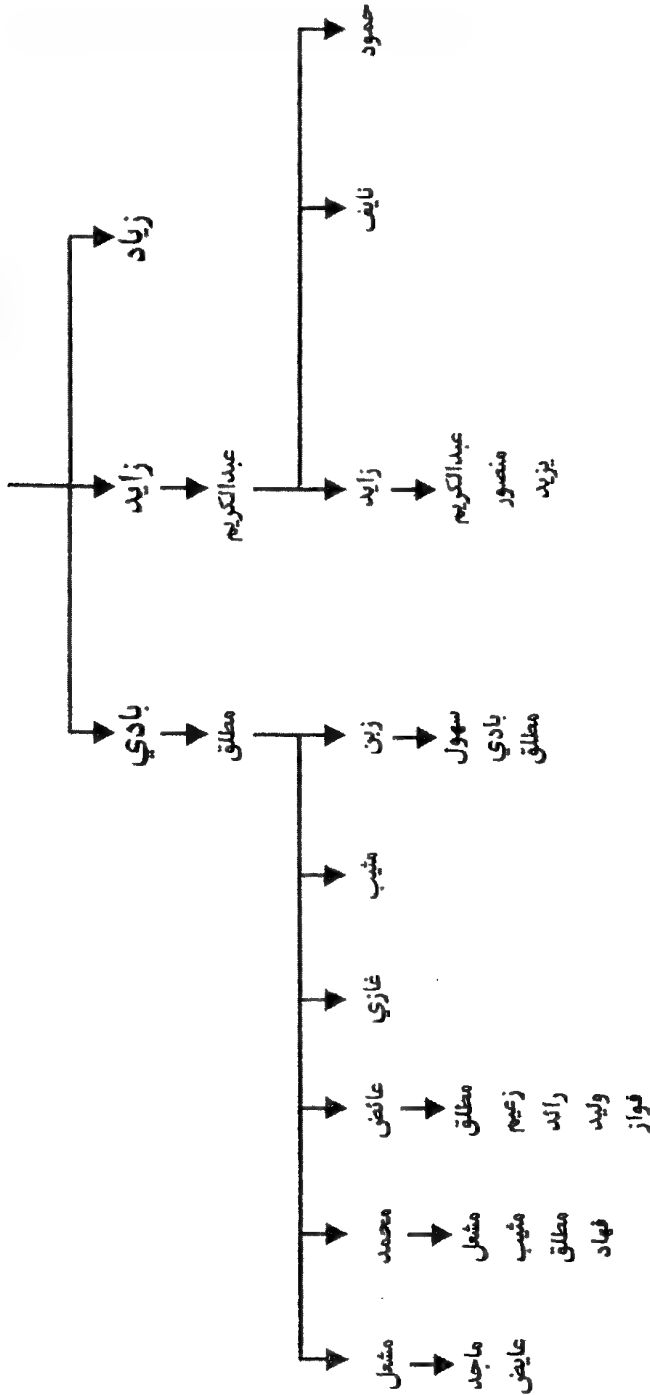 زياد زايد بادي
عبدالكريم مطلق
حمود نايف زايد زبن مثيب غازي عائض محمد مشعل
عبدالكريم سهول مطلق مشعل ماجد
منصور بادي زعيم مثيب عايض
يزيد مطلق رائد مطلق
وليد فهاد
فواز